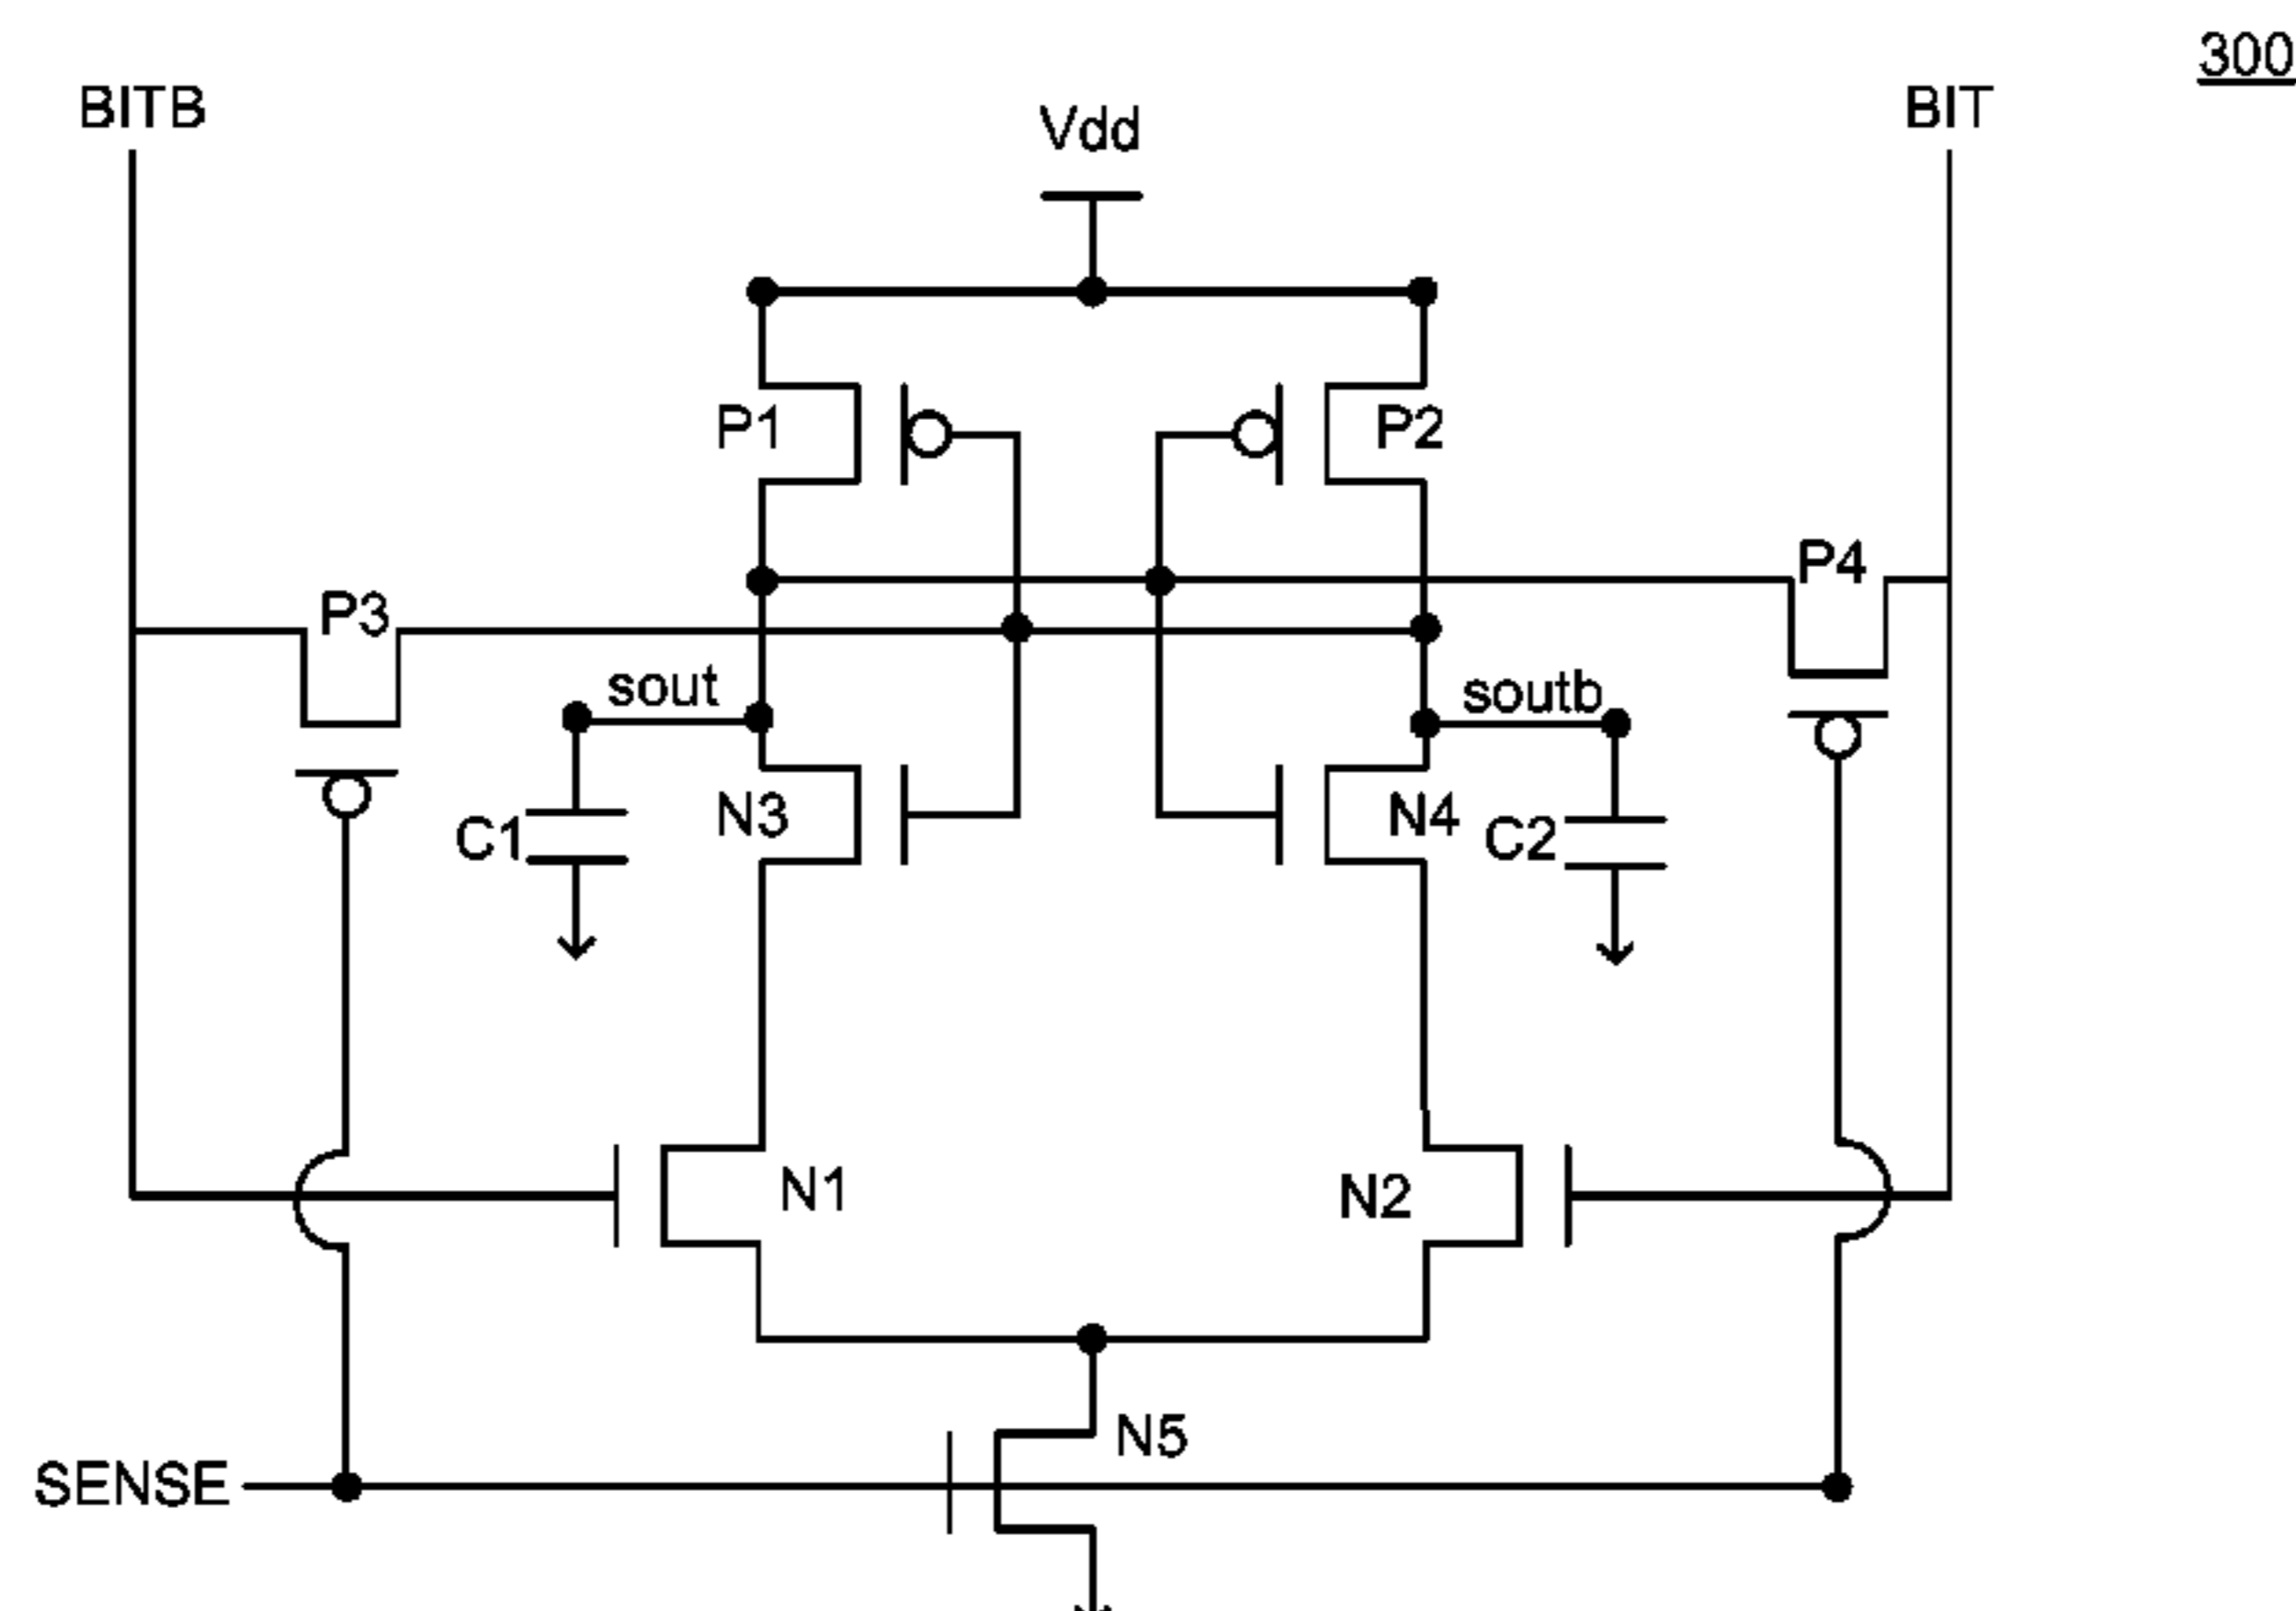 300
BITB
Vdd
BIT
P1
P2
P4
P3
sout
soutb
N3
N4
C1
C2
N1
N2
N5
SENSE